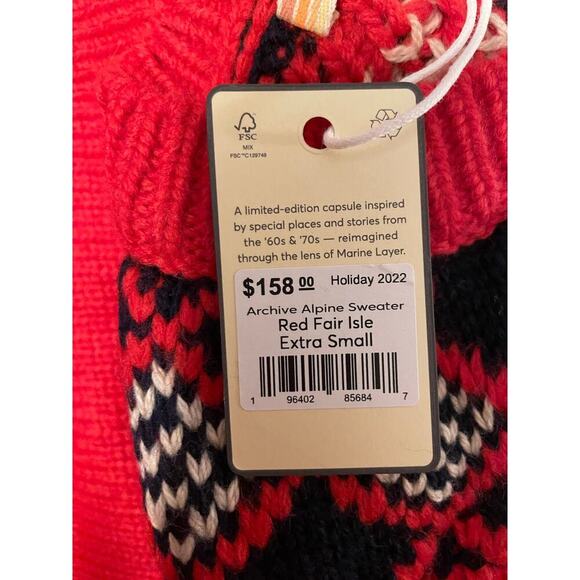 FSC
MIX
FSC™C129748
A limited-edition capsule inspired
by special places and stories from
the '60s & '70s — reimagined
through the lens of Marine Layer.
$158 00 Holiday 2022
Archive Alpine Sweater
Red Fair Isle
Extra Small
1 96402 85684 7